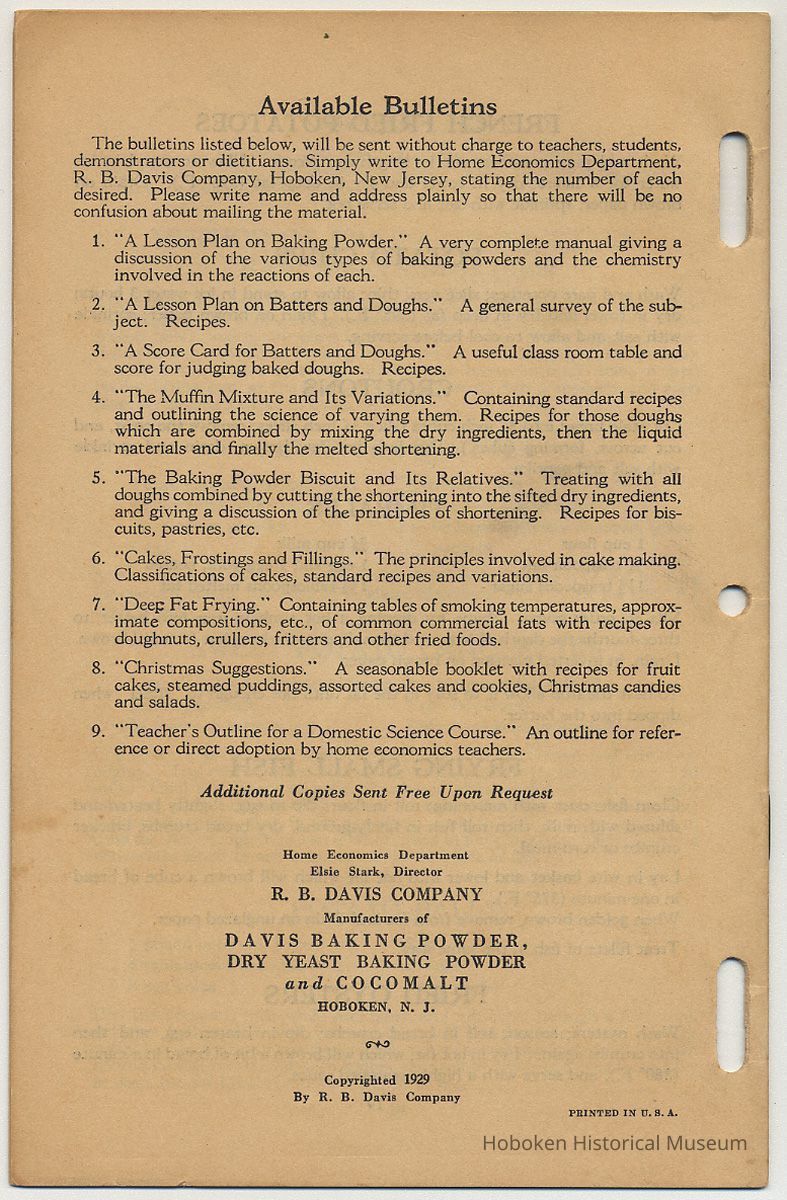 Available Bulletins
The bulletins listed below, will be sent without charge to teachers, students,
demonstrators or dietitians. Simply write to Home Economics Department,
R. B. Davis Company, Hoboken, New Jersey, stating the number of each
desired. Please write name and address plainly so that there will be no
confusion about mailing the material.
1. "A Lesson Plan on Baking Powder." A very complete manual giving a
discussion of the various types of baking powders and the chemistry
involved in the reactions of each.
2. "A Lesson Plan on Batters and Doughs." A general survey of the sub-
ject. Recipes.
3. "A Score Card for Batters and Doughs." A useful class room table and
score for judging baked doughs. Recipes.
4. "The Muffin Mixture and Its Variations." Containing standard recipes
and outlining the science of varying them. Recipes for those doughs
which are combined by mixing the dry ingredients, then the liquid
materials and finally the melted shortening.
5. "The Baking Powder Biscuit and Its Relatives." Treating with all
doughs combined by cutting the shortening into the sifted dry ingredients,
and giving a discussion of the principles of shortening. Recipes for bis-
cuits, pastries, etc.
6. "Cakes, Frostings and Fillings." The principles involved in cake making.
Classifications of cakes, standard recipes and variations.
7. "Deep Fat Frying." Containing tables of smoking temperatures, approx-
imate compositions, etc., of common commercial fats with recipes for
doughnuts, crullers, fritters and other fried foods.
8. "Christmas Suggestions." A seasonable booklet with recipes for fruit
cakes, steamed puddings, assorted cakes and cookies, Christmas candies
and salads.
9. "Teacher's Outline for a Domestic Science Course." An outline for refer-
ence or direct adoption by home economics teachers.
Additional Copies Sent Free Upon Request
Home Economics Department
Elsie Stark, Director
R. B. DAVIS COMPANY
Manufacturers of
DAVIS BAKING POWDER,
DRY YEAST BAKING POWDER
and COCOMALT
HOBOKEN, N. J.
Copyrighted 1929
By R. B. Davis Company
PRINTED IN U. S. A.
Hoboken Historical Museum